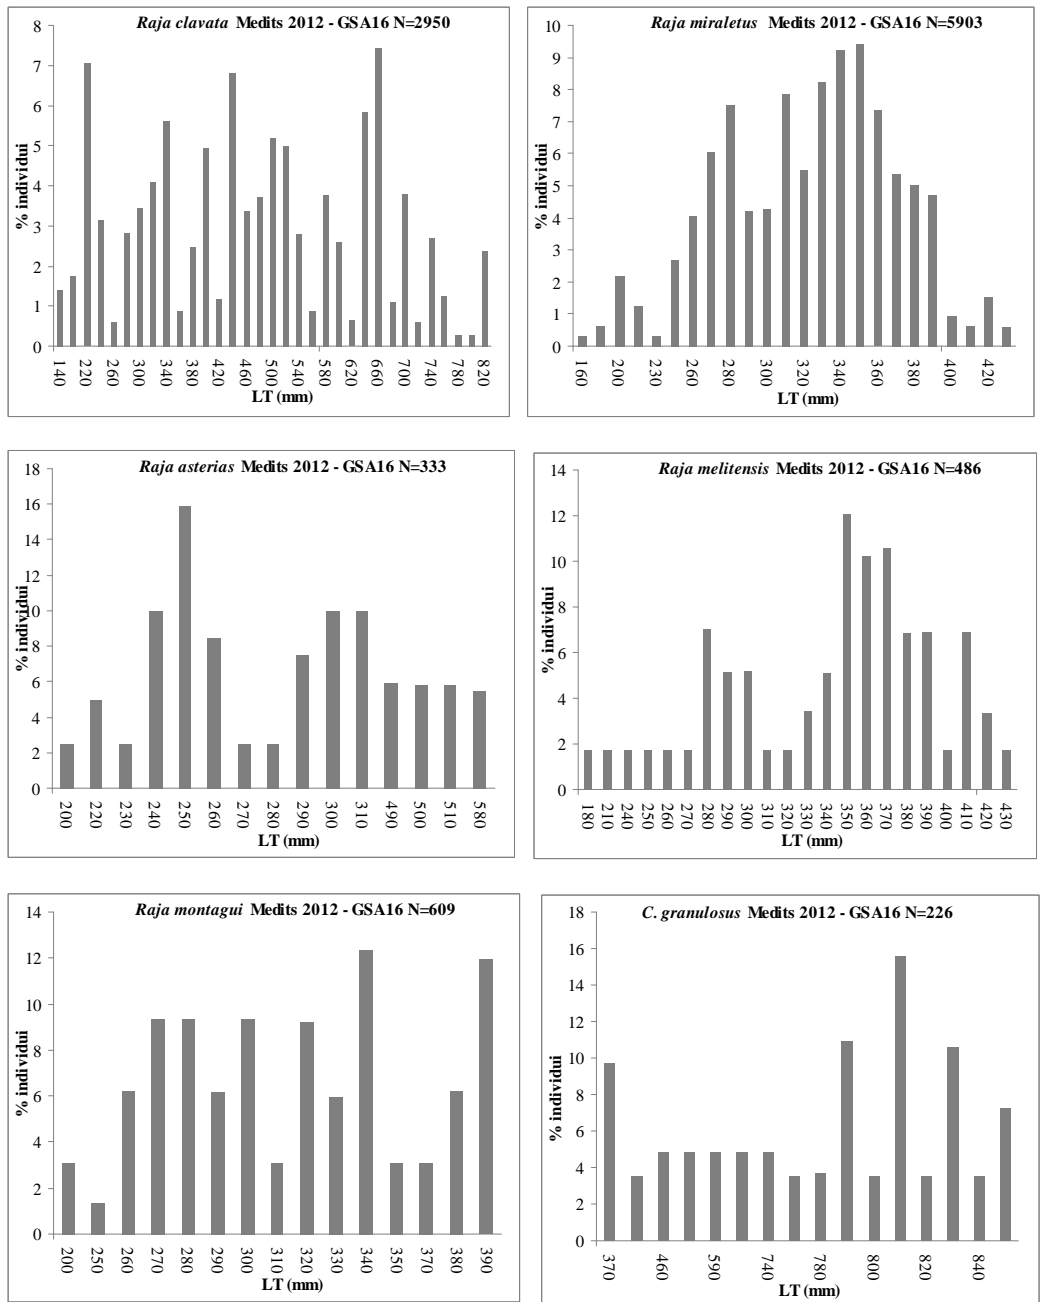 Raja clavata Medits 2012 - GSA16 N=2950
% individui
8
7
6
5
4
3
2
1
0
140 220 260 300 340 380 420 460 500 540 580 620 660 700 740 780 820
LT (mm)
Raja miraletus Medits 2012 - GSA16 N=5903
% individui
10
9
8
7
6
5
4
3
2
1
0
160 200 230 260 280 300 320 340 360 380 400 420
LT (mm)
Raja asterias Medits 2012 - GSA16 N=333
% individui
18
16
14
12
10
8
6
4
2
0
200 220 230 240 250 260 270 280 290 300 310 490 500 510 580
LT (mm)
Raja melitensis Medits 2012 - GSA16 N=486
% individui
14
12
10
8
6
4
2
0
180 210 240 250 260 270 280 290 300 310 320 330 340 350 360 370 380 390 400 410 420 430
LT (mm)
Raja montagui Medits 2012 - GSA16 N=609
% individui
14
12
10
8
6
4
2
0
200 250 260 270 280 290 300 310 320 330 340 350 370 380 390
LT (mm)
C. granulosus Medits 2012 - GSA16 N=226
% individui
18
16
14
12
10
8
6
4
2
0
370 460 590 740 780 800 820 840
LT (mm)